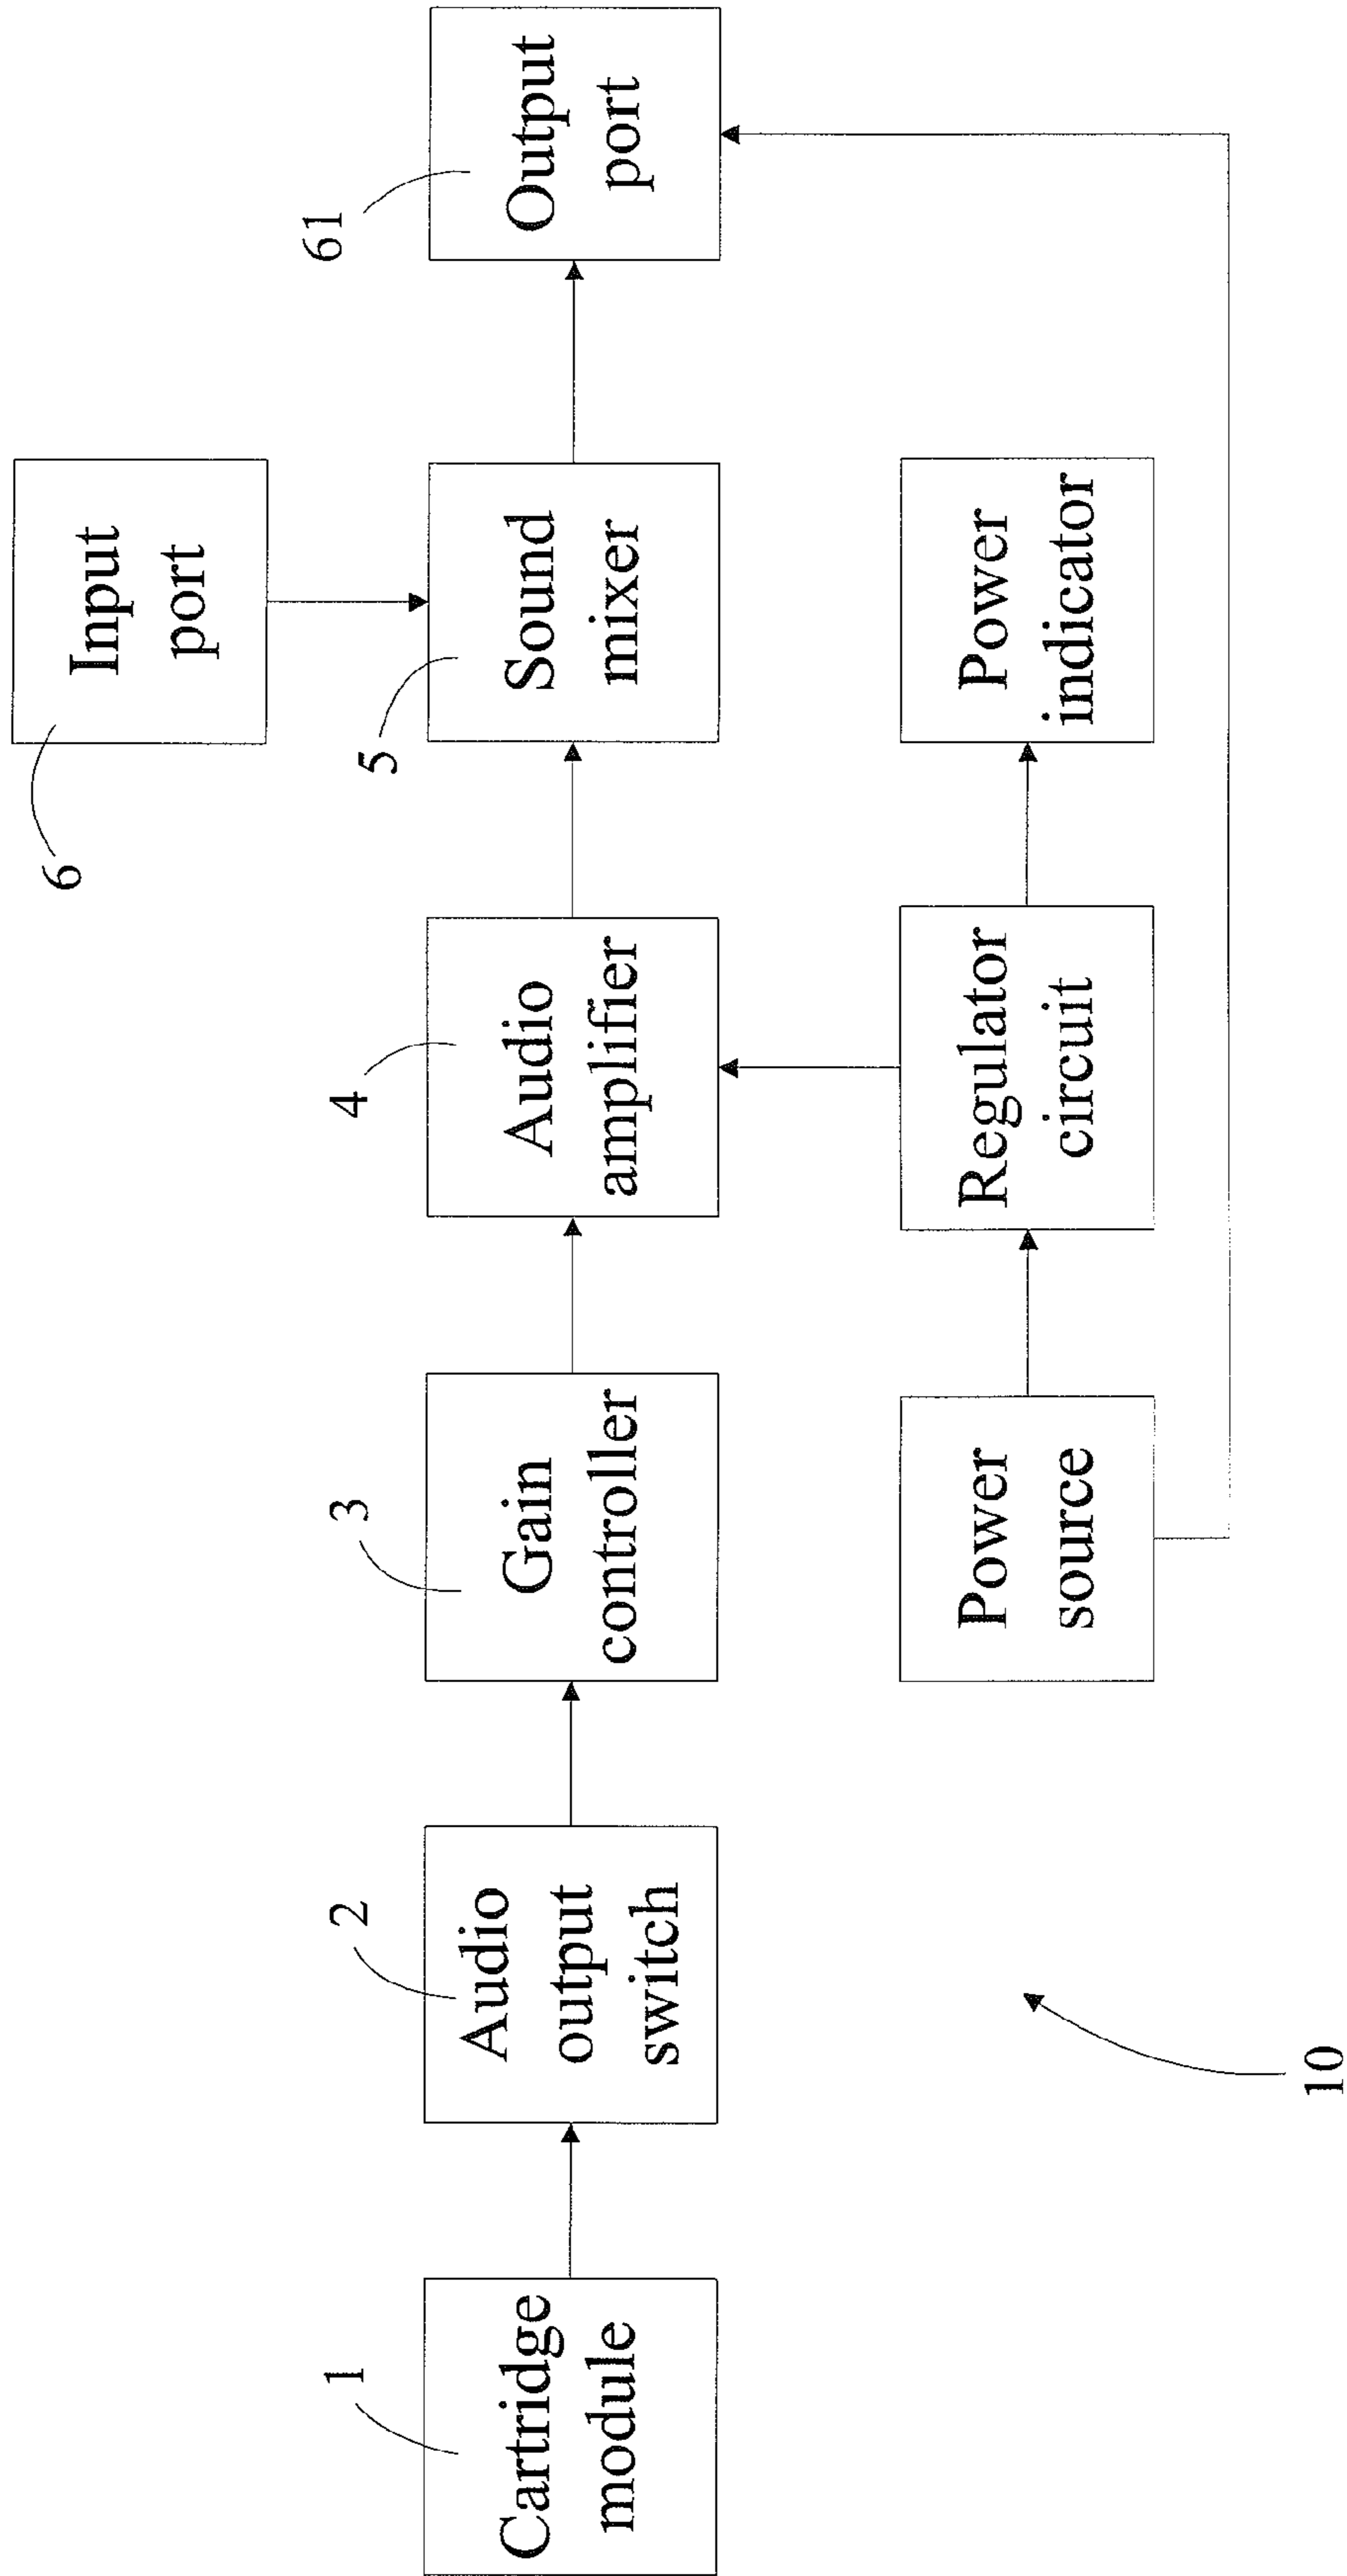 6
Input
port
1
Cartridge
module
2
Audio
output
switch
3
Gain
controller
4
Audio
amplifier
5
Sound
mixer
61
Output
port
Power
source
Regulator
circuit
Power
indicator
10